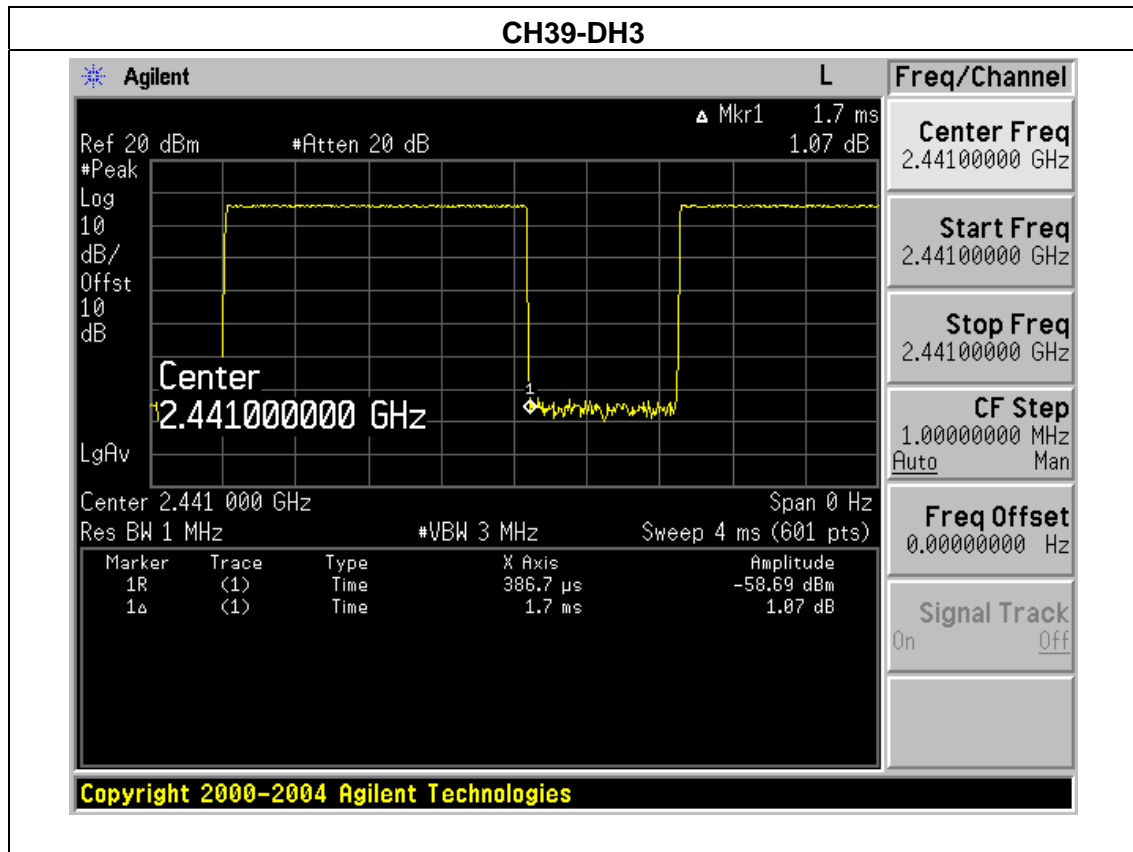 CH39-DH3
Agilent L Freq/Channel
Δ Mkr1 1.7 ms
Ref 20 dBm #Atten 20 dB 1.07 dB
#Peak
Log
10
dB/
Offst
10
dB
1
Center
2.441000000 GHz
LgAv
Center 2.441 000 GHz Span 0 Hz
Res BW 1 MHz #VBW 3 MHz Sweep 4 ms (601 pts)
Marker Trace Type X Axis Amplitude
1R (1) Time 386.7 µs -58.69 dBm
1Δ (1) Time 1.7 ms 1.07 dB
Center Freq
2.44100000 GHz
Start Freq
2.44100000 GHz
Stop Freq
2.44100000 GHz
CF Step
1.00000000 MHz
Auto Man
Freq Offset
0.00000000 Hz
Signal Track
On Off
Copyright 2000-2004 Agilent Technologies